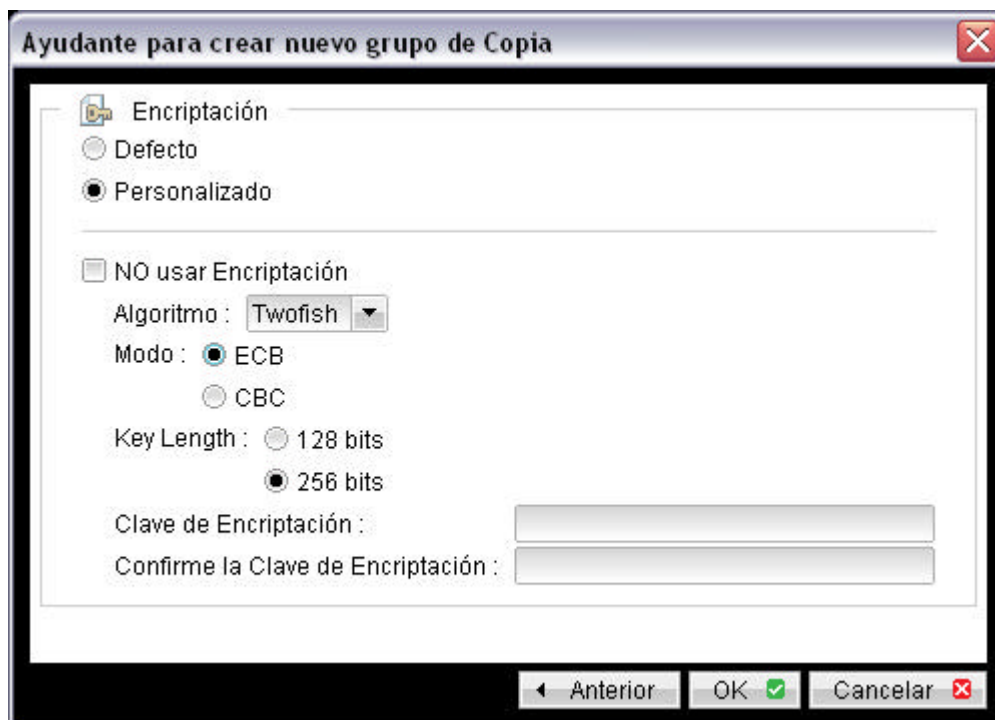 Ayudante para crear nuevo grupo de Copia
Encriptación
Defecto
Personalizado
NO usar Encriptación
Algoritmo : Twofish
Modo : ECB
CBC
Key Length : 128 bits
256 bits
Clave de Encriptación :
Confirme la Clave de Encriptación :
Anterior OK Cancelar